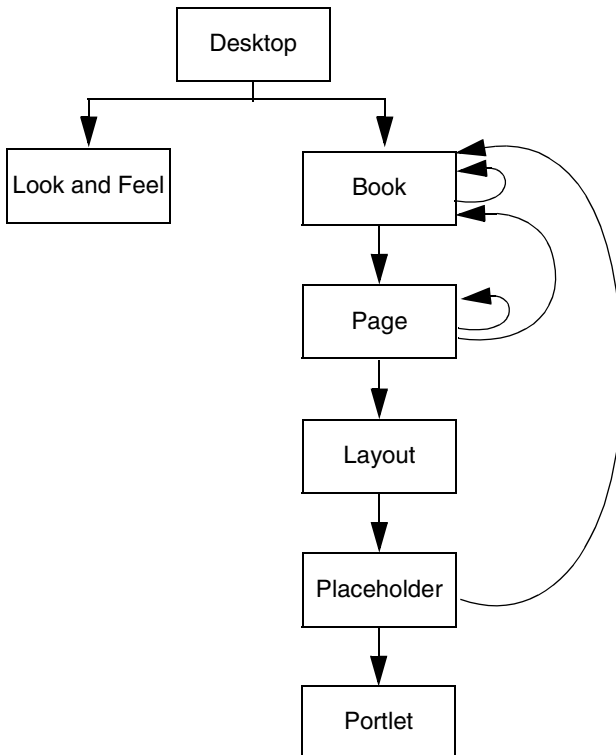 Desktop
Look and Feel
Book
Page
Layout
Placeholder
Portlet